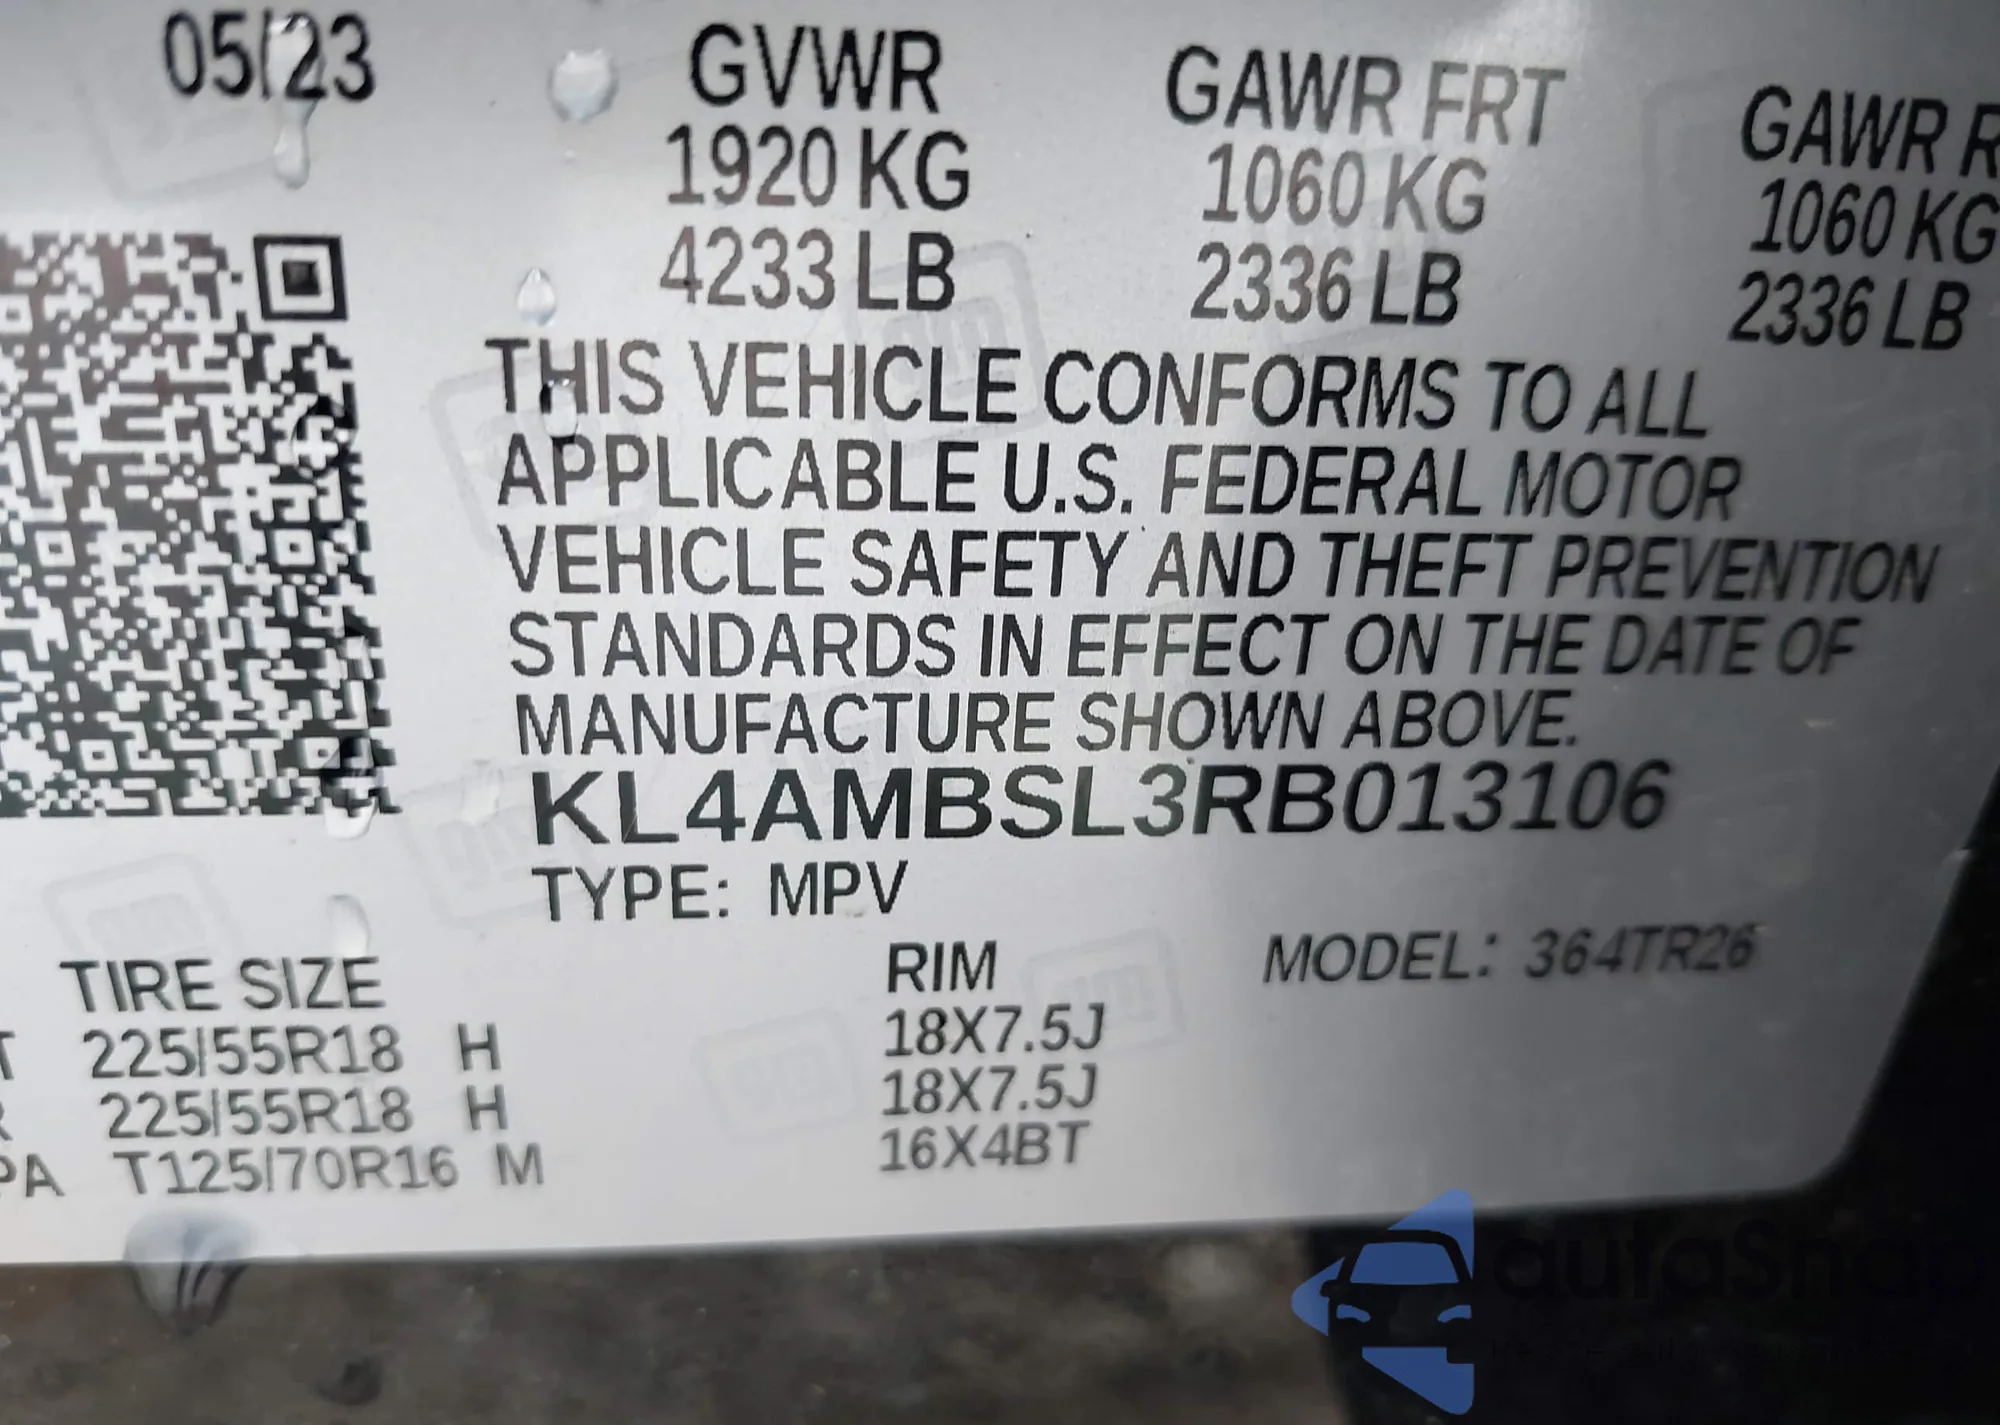 05/23
GVWR
1920 KG
4233 LB
GAWR FRT
1060 KG
2336 LB
GAWR R
1060 KG
2336 LB
THIS VEHICLE CONFORMS TO ALL
APPLICABLE U.S. FEDERAL MOTOR
VEHICLE SAFETY AND THEFT PREVENTION
STANDARDS IN EFFECT ON THE DATE OF
MANUFACTURE SHOWN ABOVE.
KL4AMBSL3RB013106
TYPE: MPV
TIRE SIZE RIM MODEL: 364TR26
T 225/55R18 H 18X7.5J
R 225/55R18 H 18X7.5J
PA T125/70R16 M 16X4BT
autoSnap